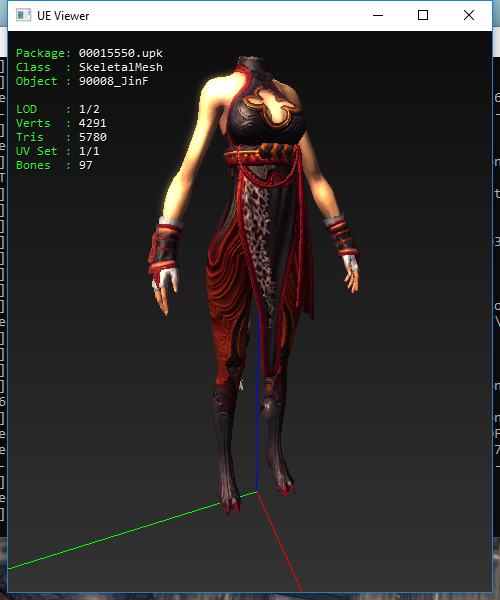 UE Viewer
Package: 00015550.upk
Class : SkeletalMesh
Object : 90008_JinF
LOD : 1/2
Verts : 4291
Tris : 5780
UV Set : 1/1
Bones : 97